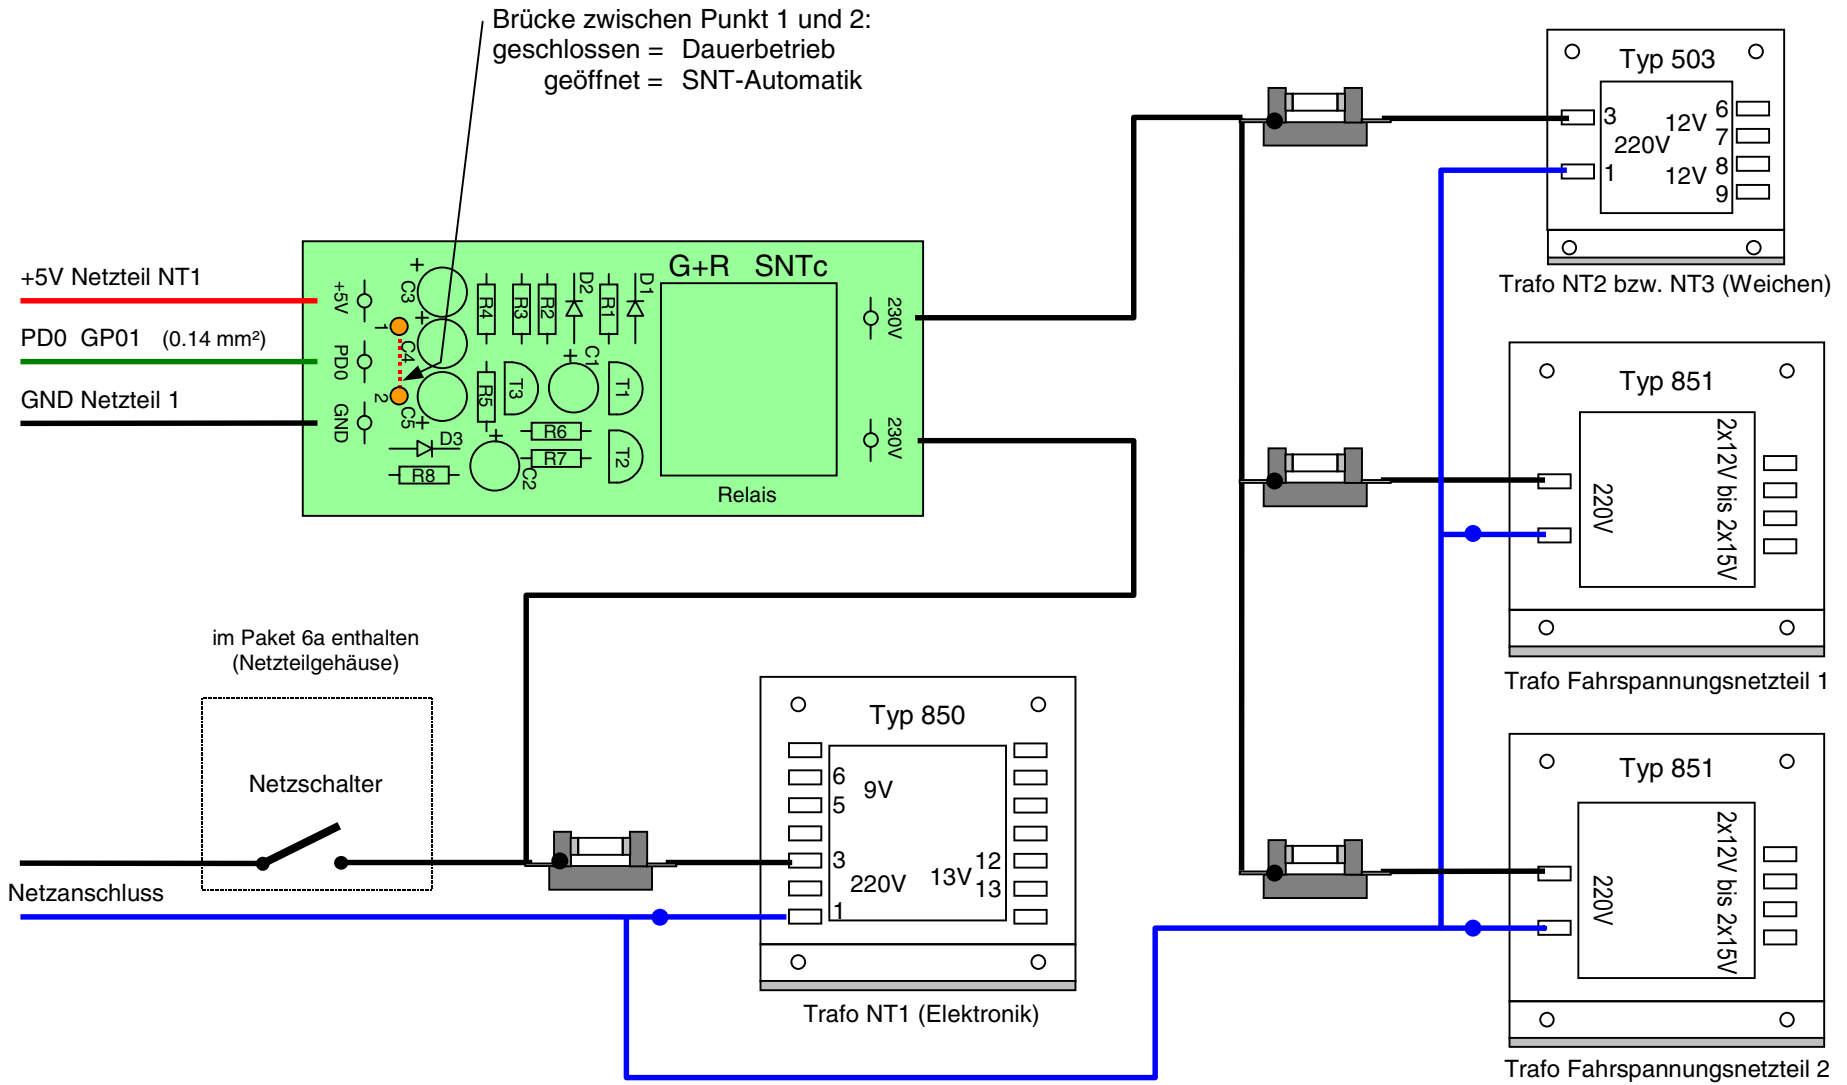 Brücke zwischen Punkt 1 und 2:
geschlossen = Dauerbetrieb
geöffnet = SNT-Automatik
+5V Netzteil NT1
PD0 GP01 (0.14 mm²)
GND Netzteil 1
G+R SNTc
+5V
PD0
GND
1
2
+
C3
+
C4
C5
+
R4
R3
R2
D2
R1
D1
R5
T3
+
C1
T1
D3
R8
+
C2
R6
R7
T2
Relais
230V
230V
Typ 503
3
220V
1
12V
12V
6
7
8
9
Trafo NT2 bzw. NT3 (Weichen)
Typ 851
220V
2x12V bis 2x15V
Trafo Fahrspannungsnetzteil 1
Typ 851
220V
2x12V bis 2x15V
Trafo Fahrspannungsnetzteil 2
im Paket 6a enthalten
(Netzteilgehäuse)
Netzschalter
Netzanschluss
Typ 850
6
9V
5
3
220V
1
13V
12
13
Trafo NT1 (Elektronik)